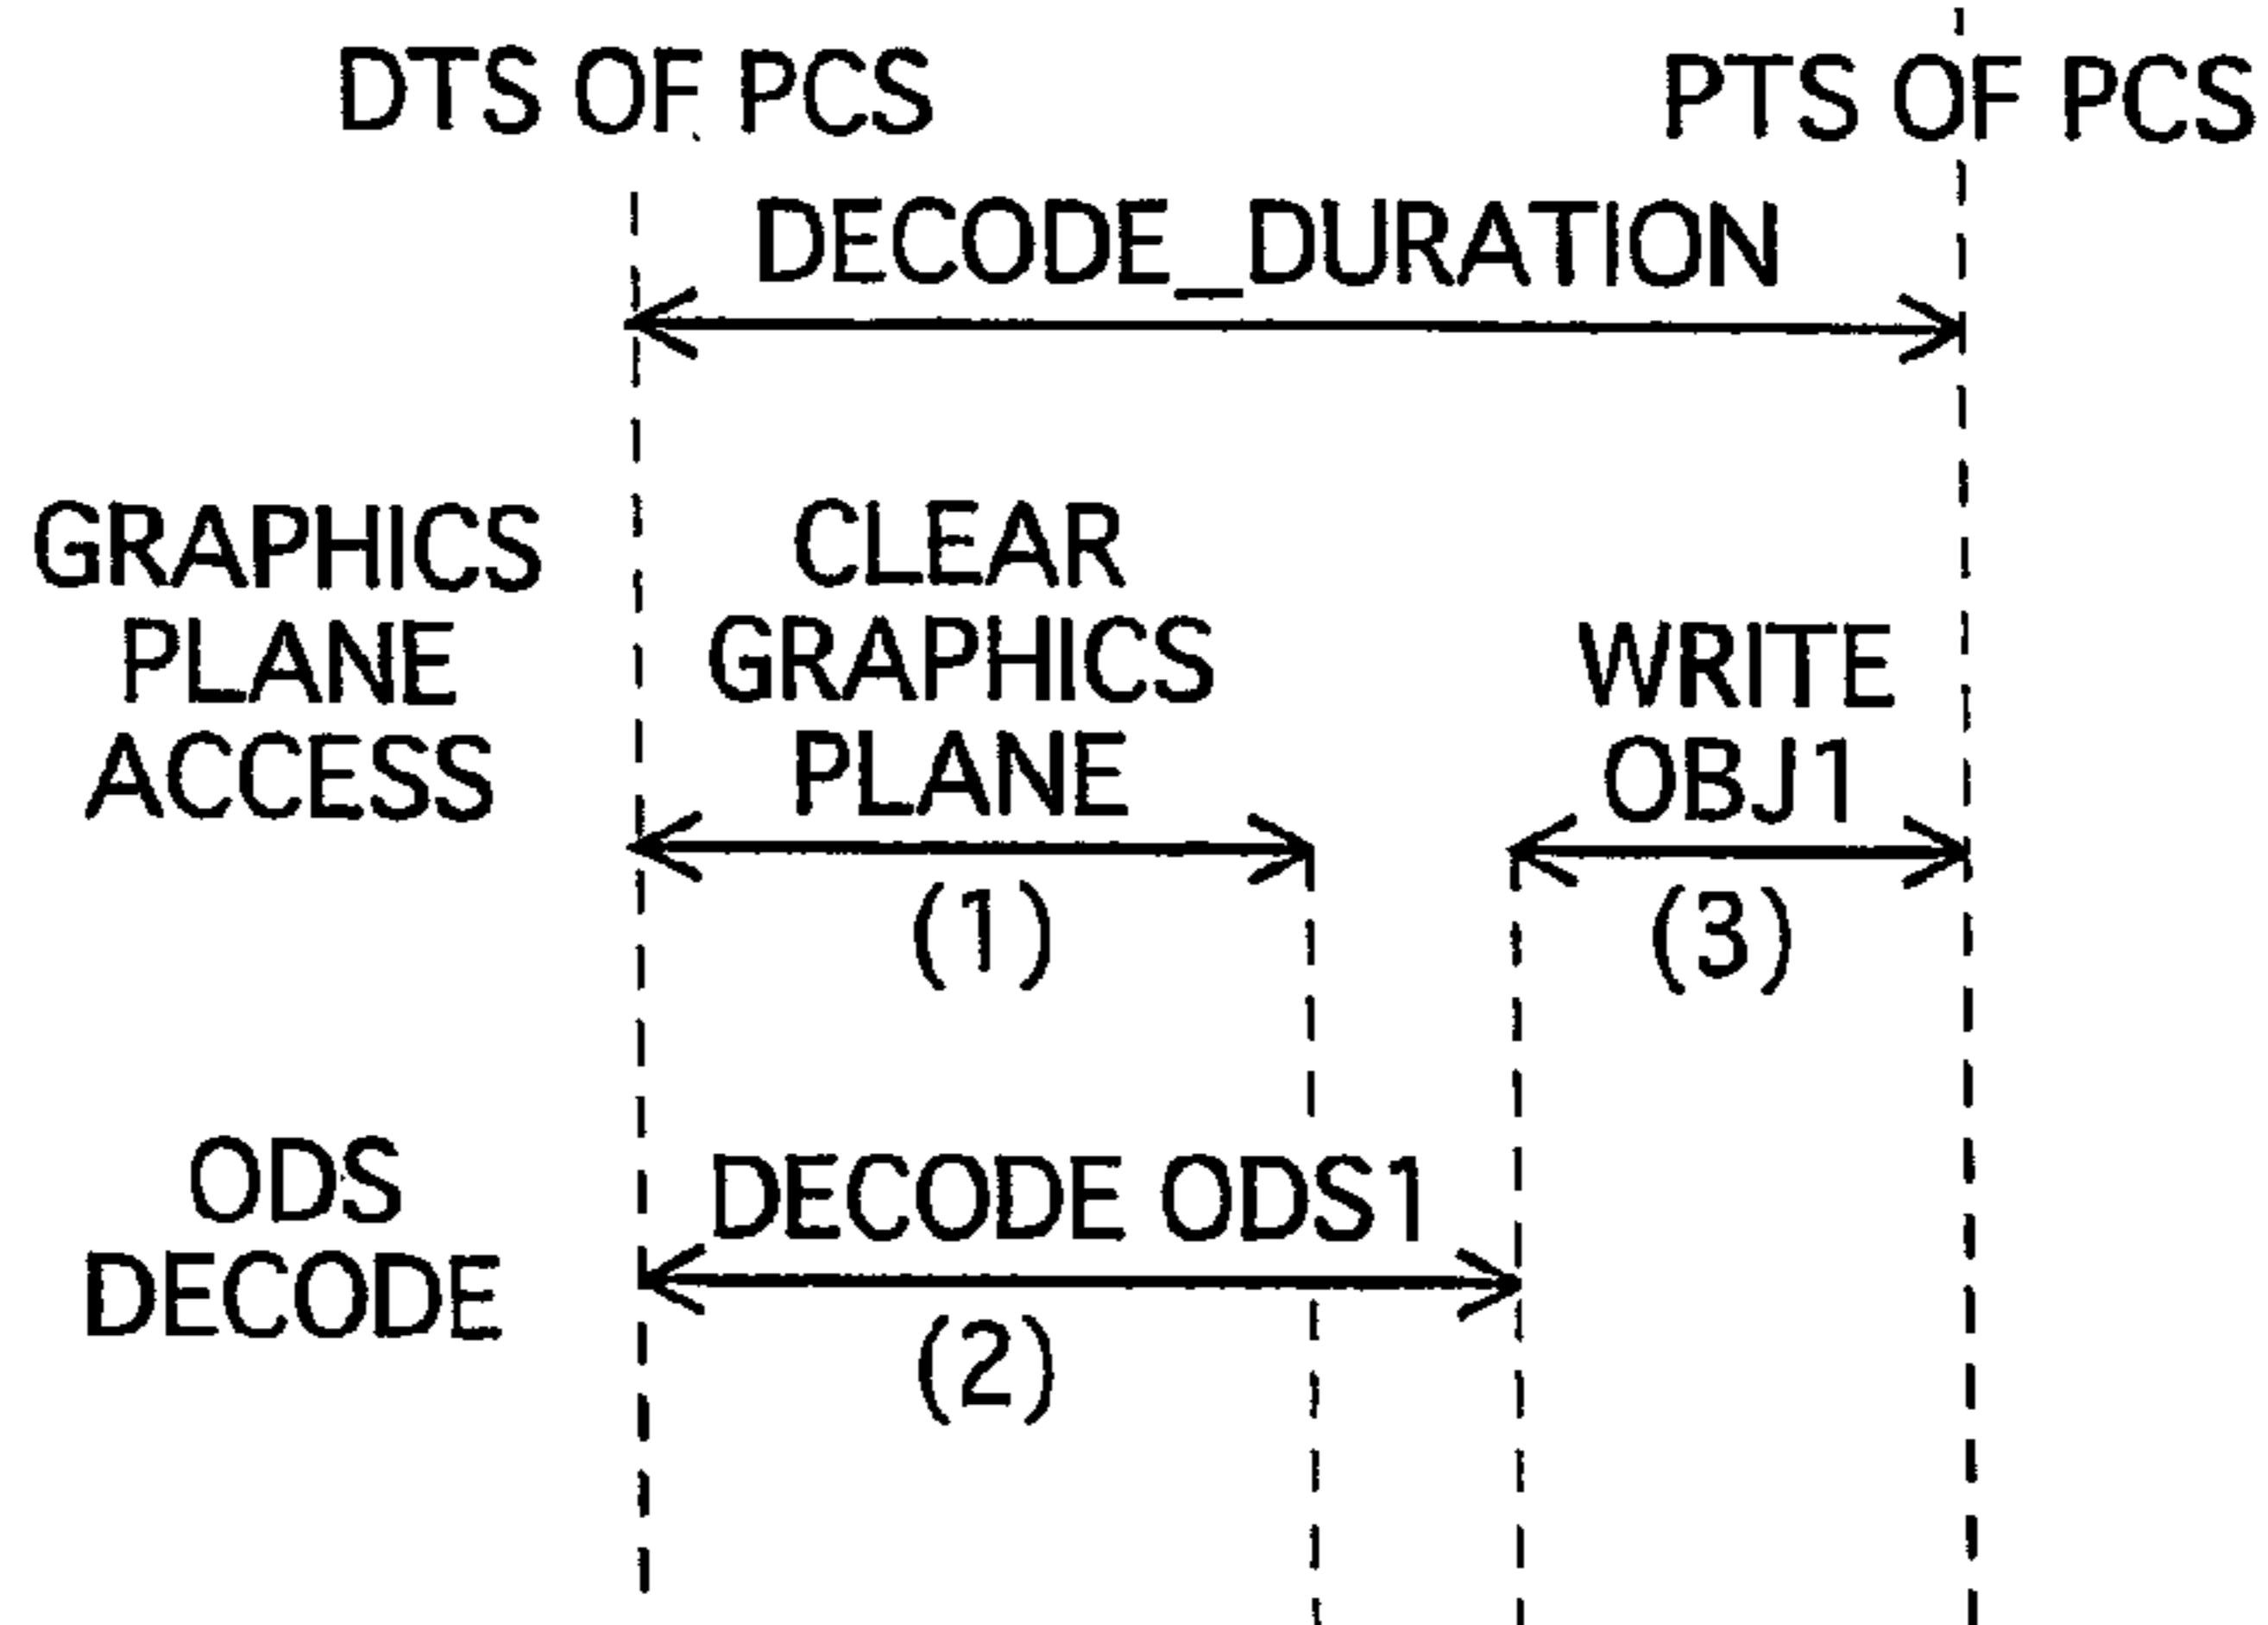 DTS OF PCS
PTS OF PCS
DECODE_DURATION
GRAPHICS
PLANE
ACCESS
CLEAR
GRAPHICS
PLANE
(1)
WRITE
OBJ1
(3)
ODS
DECODE
DECODE ODS1
(2)